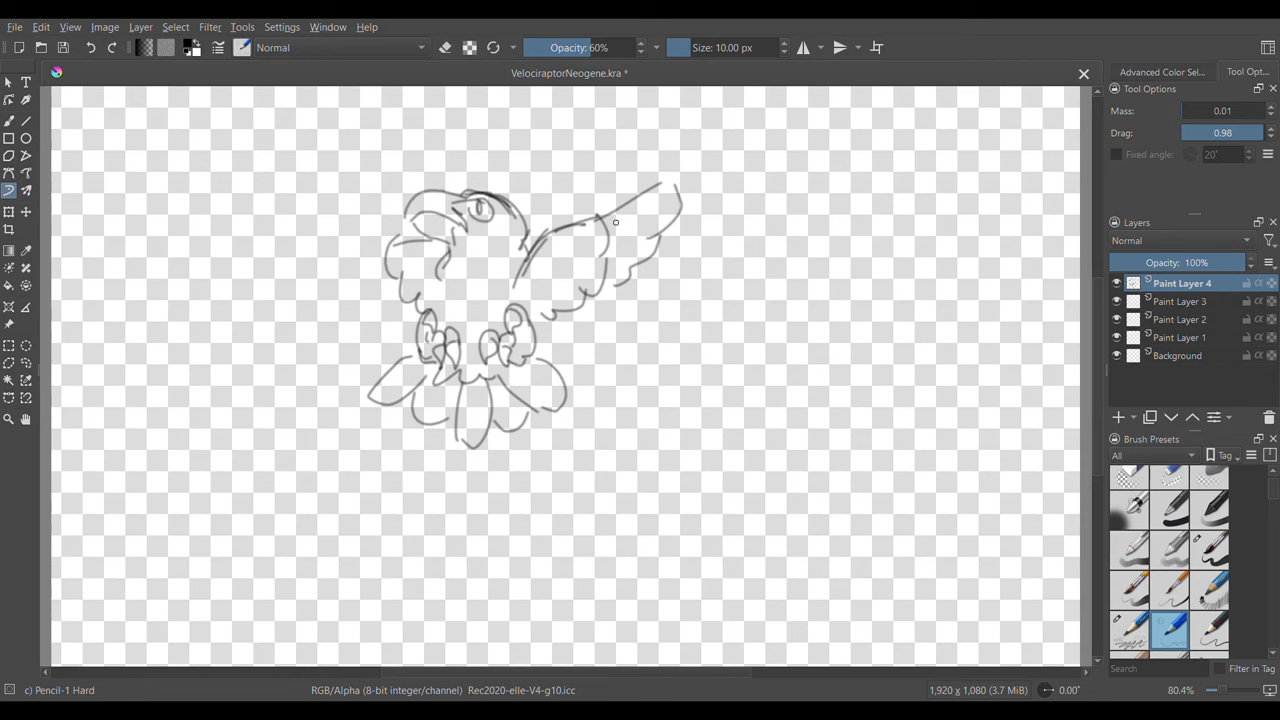 File Edit View Image Layer Select Filter Tools Settings Window Help
Normal Opacity: 60% Size: 10.00 px
VelociraptorNeogene.kra *
Advanced Color Sel... Tool Opt...
Tool Options
Mass: 0.01
Drag: 0.98
Fixed angle: 20°
Layers
Normal
Opacity: 100%
Paint Layer 4
Paint Layer 3
Paint Layer 2
Paint Layer 1
Background
Brush Presets
All Tag
Search Filter in Tag
c) Pencil-1 Hard RGB/Alpha (8-bit integer/channel) Rec2020-elle-V4-g10.icc 1,920 x 1,080 (3.7 MiB) 0.00° 80.4%